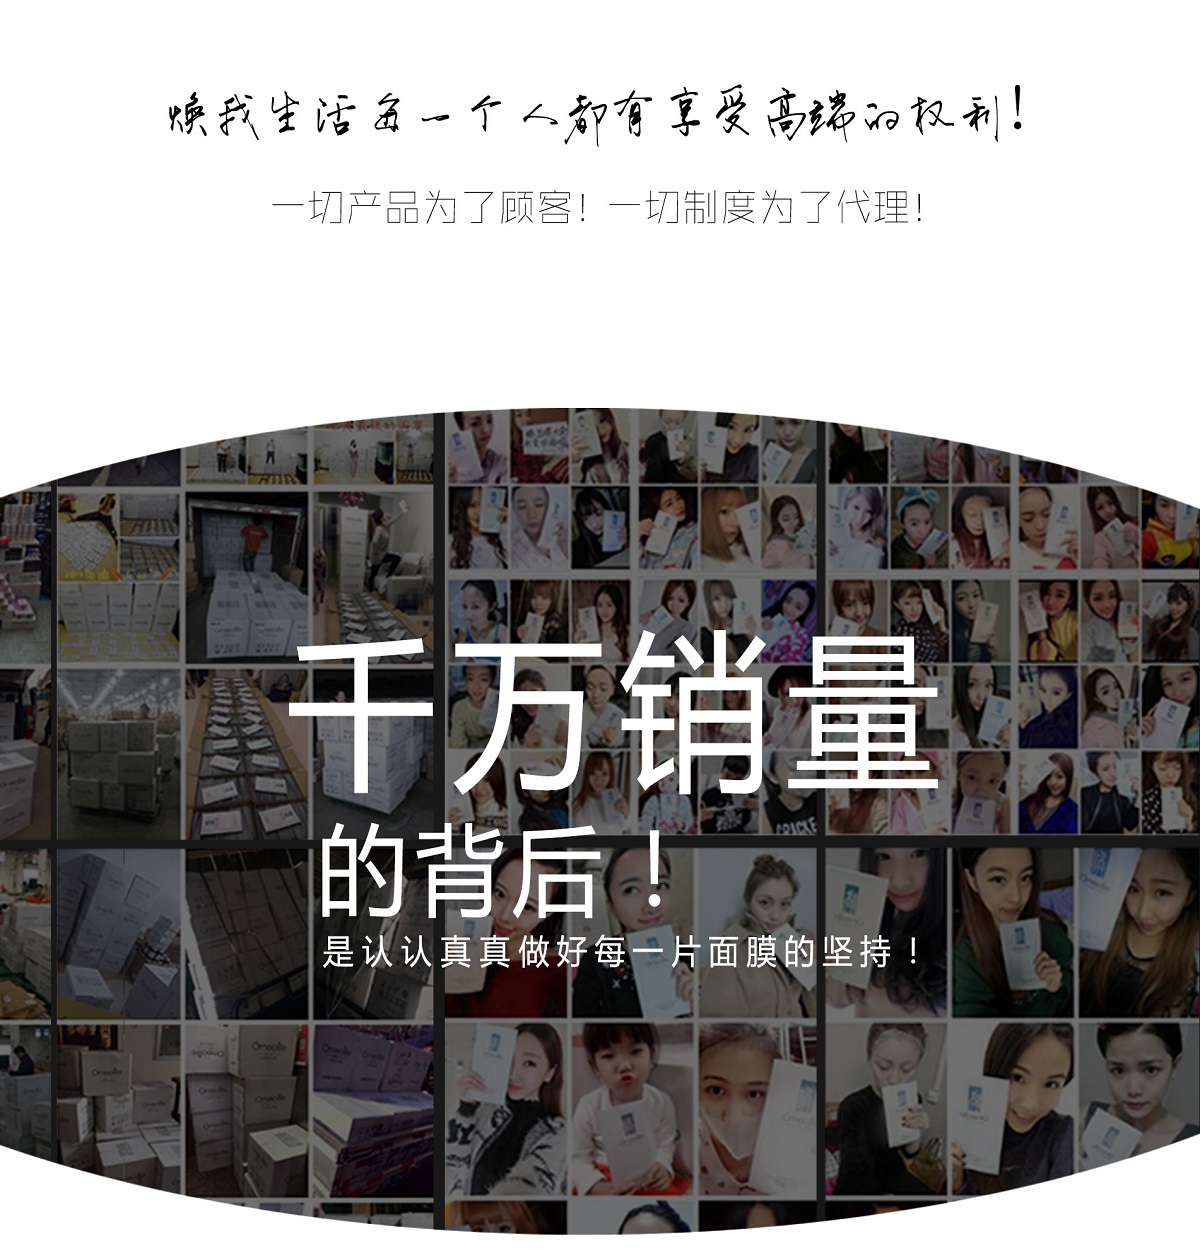 焕我生活每一个人都有享受高端的权利!
一切产品为了顾客!一切制度为了代理!
千万销量
的背后!
是认认真真做好每一片面膜的坚持!